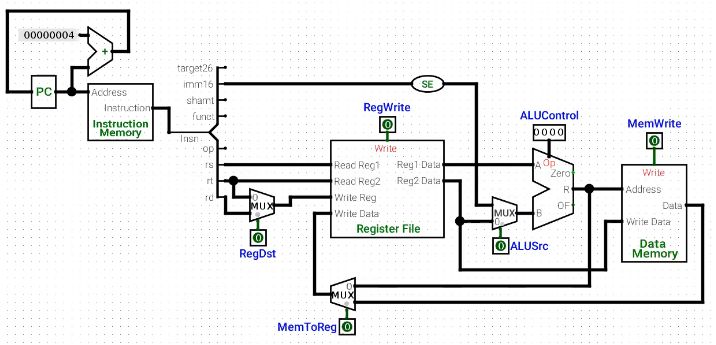 00000004
+
target26
imm16
SE
PC
Address
Instruction
Instruction
Memory
shamt
funct
Insn
op
rs
rt
rd
RegWrite
0
Write
Read Reg1
Read Reg2
Write Reg
Write Data
Reg1 Data
Reg2 Data
Register File
0
MUX
0
RegDst
ALUControl
0000
A
Op
Zero
R
OF
B
MUX
0
0
ALUSrc
MemWrite
0
Write
Address
Data
Write Data
Data
Memory
0
MUX
MemToReg
0